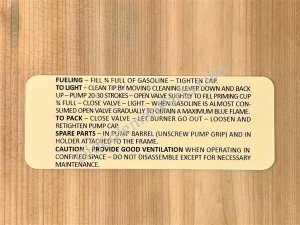 FUELING – FILL ¾ FULL OF GASOLINE – TIGHTEN CAP.
TO LIGHT – CLEAN TIP BY MOVING CLEANING LEVER DOWN AND BACK
UP – PUMP 20-30 STROKES – OPEN VALVE SLIGHTLY TO FILL PRIMING CUP
¾ FULL – CLOSE VALVE – LIGHT – WHEN GASOLINE IS ALMOST CON-
SUMED OPEN VALVE GRADUALLY TO OBTAIN A MAXIMUM BLUE FLAME.
TO PACK – CLOSE VALVE – LET BURNER GO OUT – LOOSEN AND
RETIGHTEN PUMP CAP.
SPARE PARTS – IN PUMP BARREL (UNSCREW PUMP GRIP) AND IN
HOLDER ATTACHED TO THE FRAME.
CAUTION – PROVIDE GOOD VENTILATION WHEN OPERATING IN
CONFINED SPACE – DO NOT DISASSEMBLE EXCEPT FOR NECESSARY
MAINTENANCE.